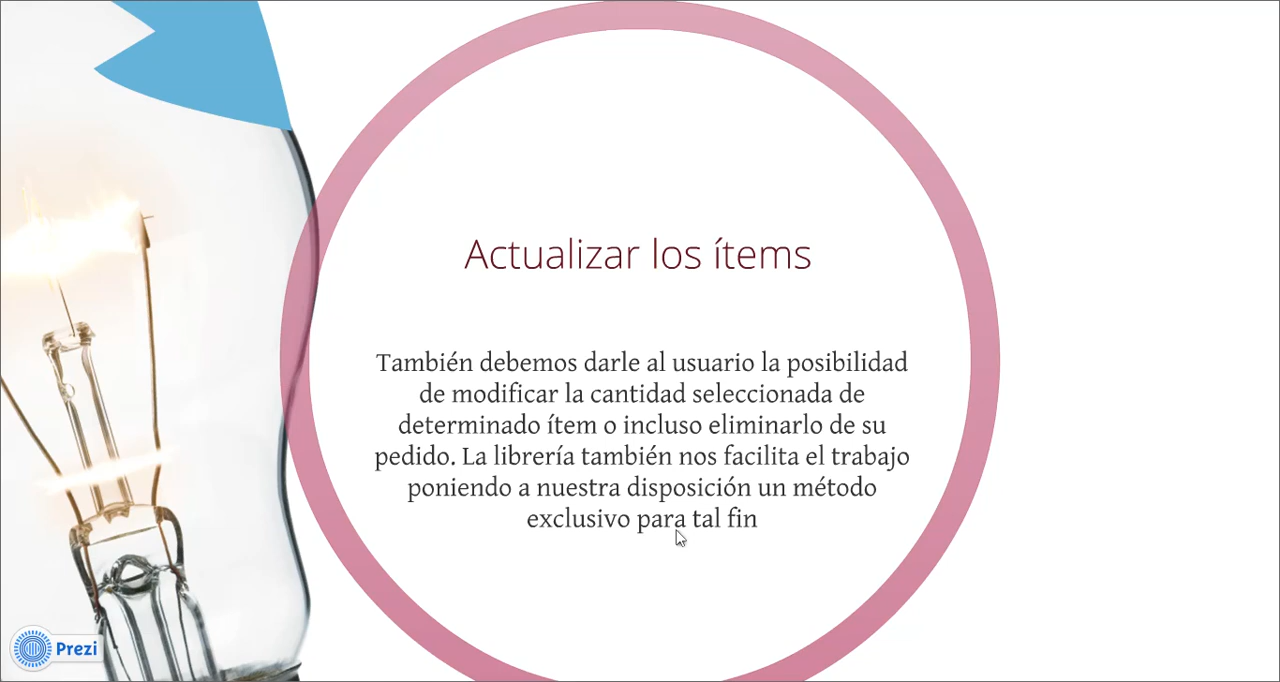 Actualizar los ítems
También debemos darle al usuario la posibilidad
de modificar la cantidad seleccionada de
determinado ítem o incluso eliminarlo de su
pedido. La librería también nos facilita el trabajo
poniendo a nuestra disposición un método
exclusivo para tal fin
Prezi